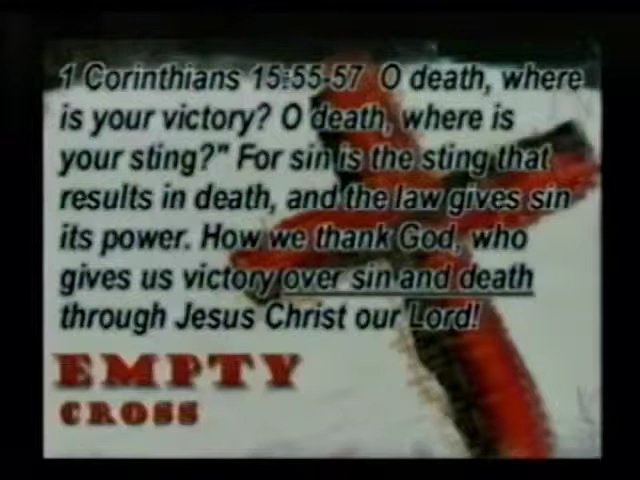 1 Corinthians 15:55-57 O death, where
is your victory? O death, where is
your sting?" For sin is the sting that
results in death, and the law gives sin
its power. How we thank God, who
gives us victory over sin and death
through Jesus Christ our Lord!
EMPTY
CROSS